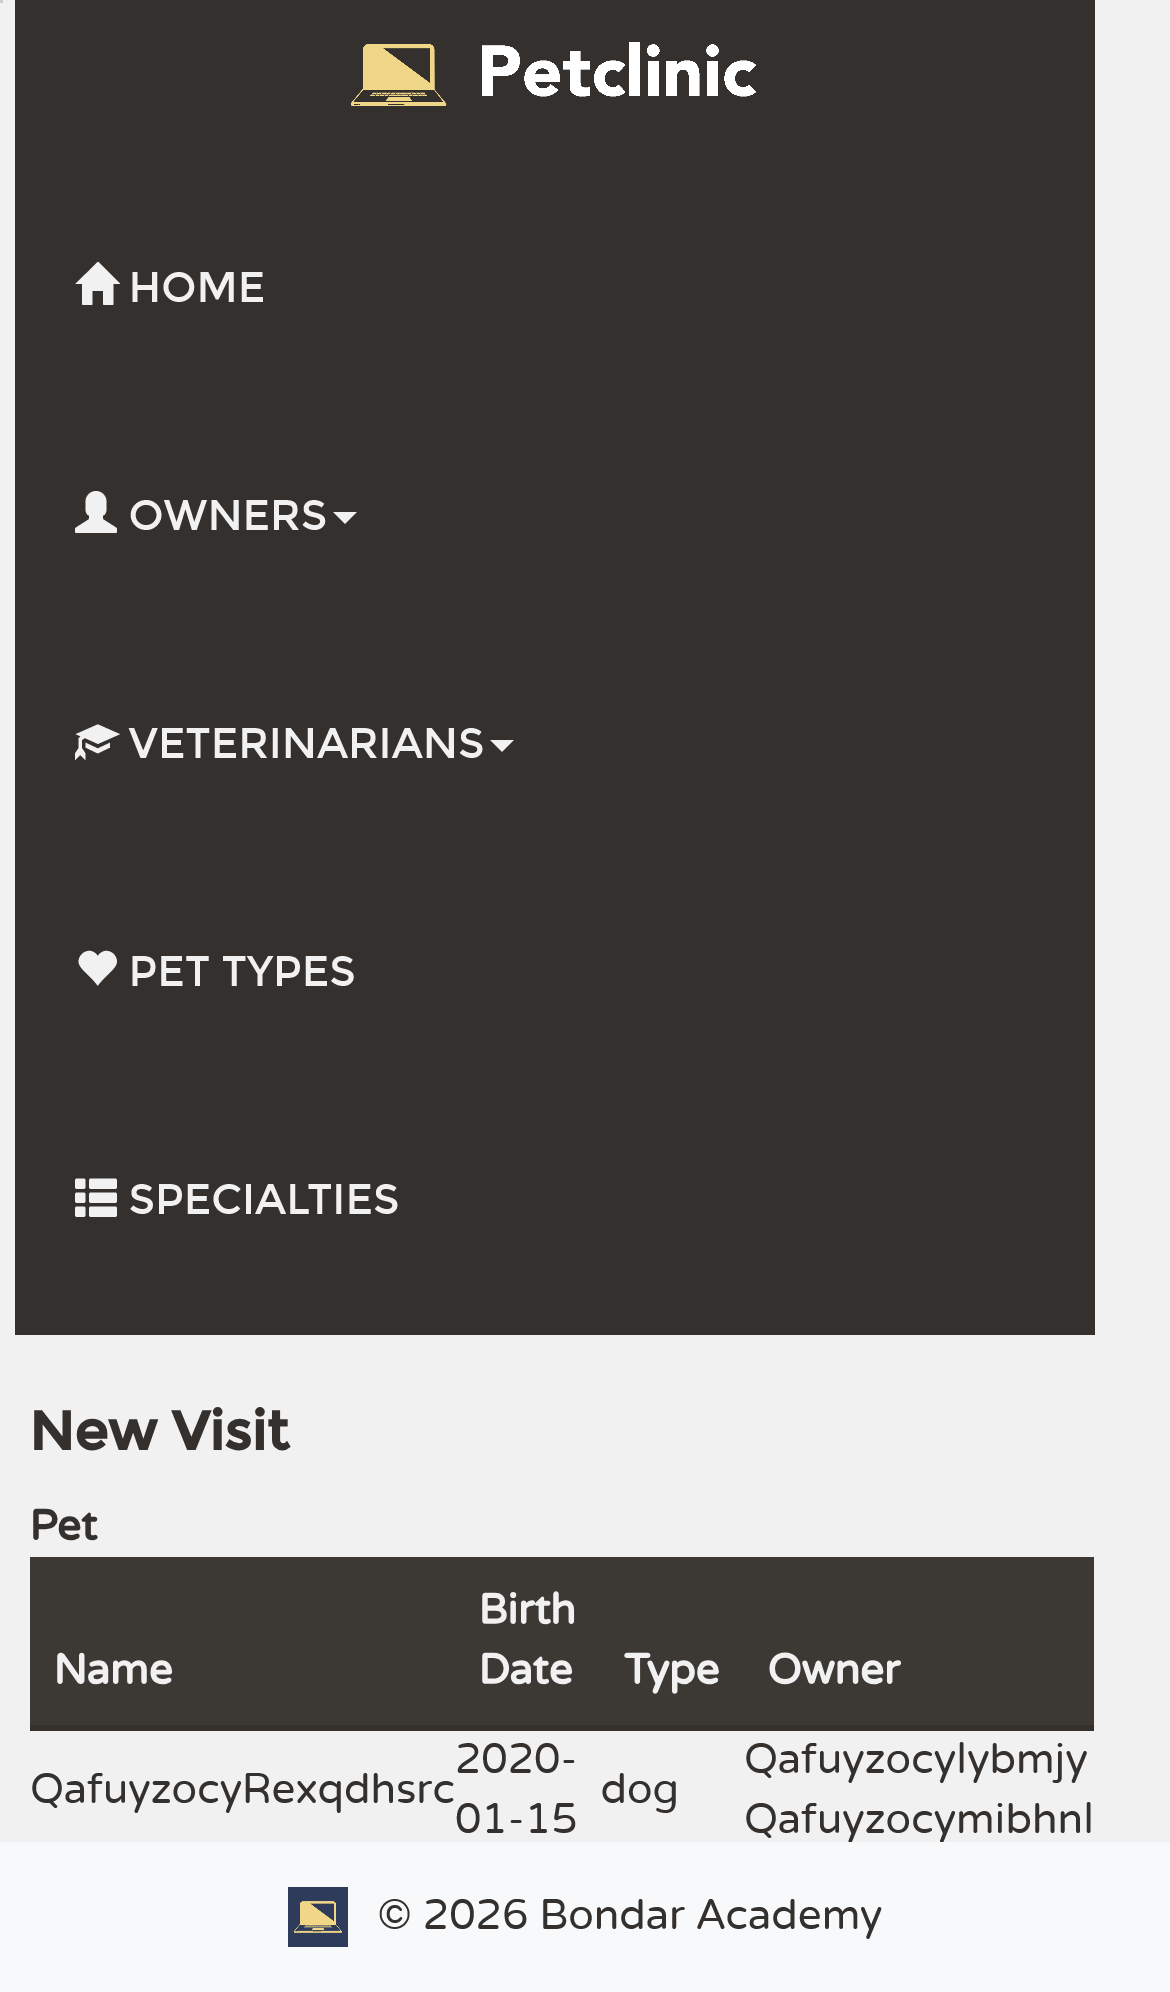 Petclinic
HOME
OWNERS
VETERINARIANS
PET TYPES
SPECIALTIES
New Visit
Pet
Name Birth Date Type Owner
QafuyzocyRexqdhsrc 2020-01-15 dog Qafuyzocylybmjy Qafuyzocymibhnl
© 2026 Bondar Academy